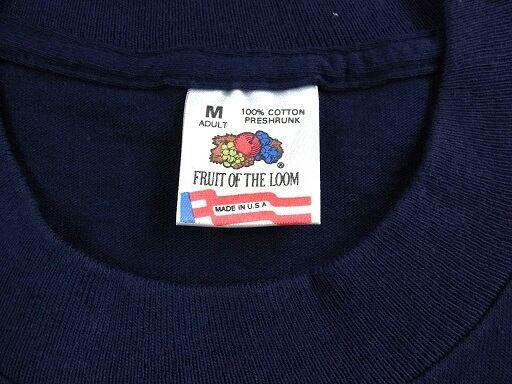 M 100% COTTON
ADULT PRESHRUNK
®
FRUIT OF THE LOOM
MADE IN U.S.A